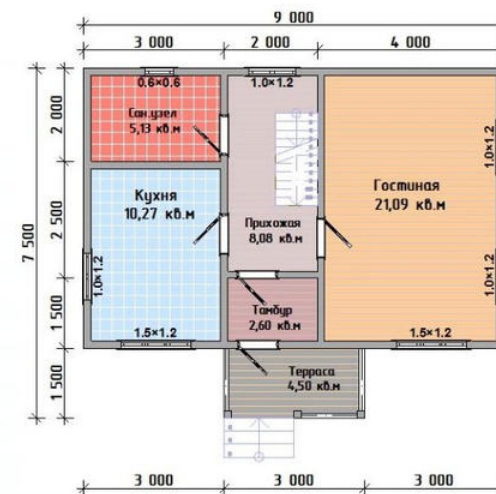 9 000
3 000
2 000
4 000
0.6×0.6
1.0×1.2
Сан.узел
5,13 кв.м
2 000
1.0×1.2
Кухня
10,27 кв.м
Гостиная
21,09 кв.м
Прихожая
8,08 кв.м
2 500
7 500
1.0×1.2
1.0×1.2
Тамбур
2,60 кв.м
1 500
1.5×1.2
1.5×1.2
Терраса
4,50 кв.м
1 500
3 000
3 000
3 000